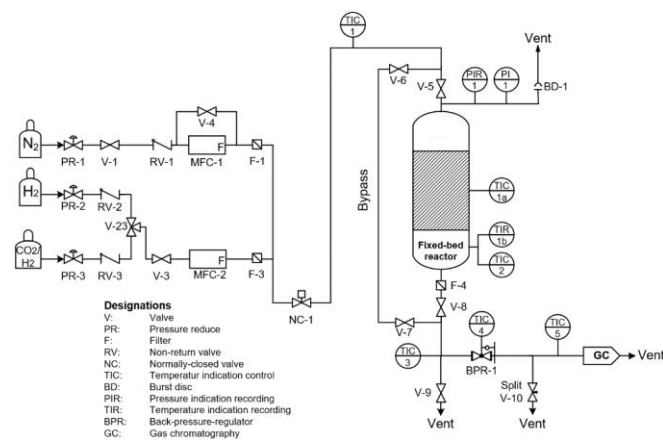 TIC
1
Vent
V-6
V-5
PIR
1
PI
1
BD-1
V-4
N₂
PR-1
V-1
RV-1
MFC-1
F
F-1
H₂
PR-2
RV-2
V-23
CO₂/
H₂
PR-3
RV-3
V-3
MFC-2
F
F-3
NC-1
Bypass
TIC
1a
Fixed-bed
reactor
TIR
1b
TIC
2
F-4
V-8
V-7
TIC
3
TIC
4
BPR-1
TIC
5
GC
Vent
V-9
Vent
Split
V-10
Vent
Designations
V: Valve
PR: Pressure reduce
F: Filter
RV: Non-return valve
NC: Normally-closed valve
TIC: Temperatur indication control
BD: Burst disc
PIR: Pressure indication recording
TIR: Temperature indication recording
BPR: Back-pressure-regulator
GC: Gas chromatography